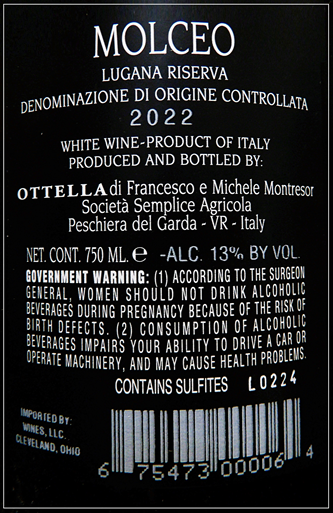 MOLCEO
LUGANA RISERVA
DENOMINAZIONE DI ORIGINE CONTROLLATA
2022
WHITE WINE-PRODUCT OF ITALY
PRODUCED AND BOTTLED BY:
OTTELLA di Francesco e Michele Montresor
Società Semplice Agricola
Peschiera del Garda - VR - Italy
NET. CONT. 750 ML. e -ALC. 13% BY VOL.
GOVERNMENT WARNING: (1) ACCORDING TO THE SURGEON
GENERAL, WOMEN SHOULD NOT DRINK ALCOHOLIC
BEVERAGES DURING PREGNANCY BECAUSE OF THE RISK OF
BIRTH DEFECTS. (2) CONSUMPTION OF ALCOHOLIC
BEVERAGES IMPAIRS YOUR ABILITY TO DRIVE A CAR OR
OPERATE MACHINERY, AND MAY CAUSE HEALTH PROBLEMS.
CONTAINS SULFITES L0224
IMPORTED BY:
WINES, LLC.
CLEVELAND, OHIO
6 75473 00006 4